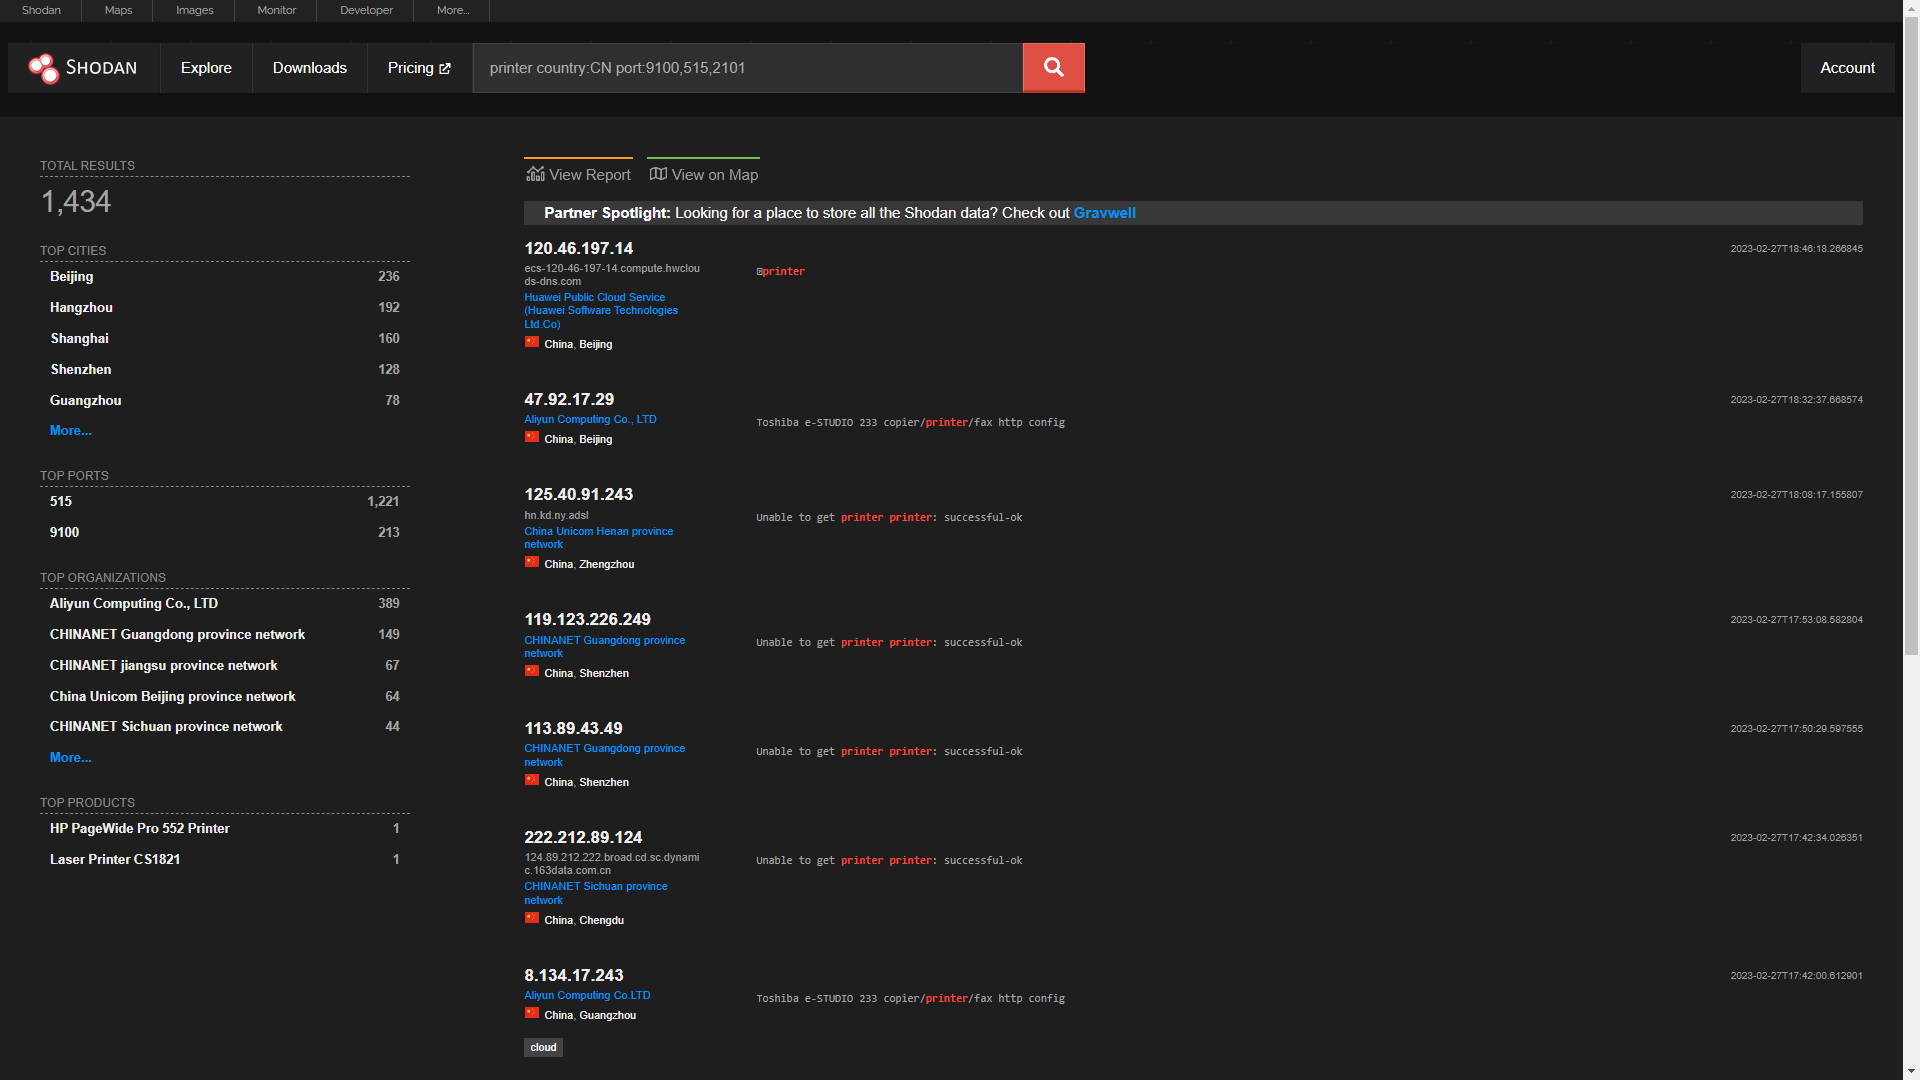 Shodan
Maps
Images
Monitor
Developer
More...
SHODAN
Explore
Downloads
Pricing
printer country:CN port:9100,515,2101
Account
TOTAL RESULTS
1,434
TOP CITIES
Beijing 236
Hangzhou 192
Shanghai 160
Shenzhen 128
Guangzhou 78
More...
TOP PORTS
515 1,221
9100 213
TOP ORGANIZATIONS
Aliyun Computing Co., LTD 389
CHINANET Guangdong province network 149
CHINANET jiangsu province network 67
China Unicom Beijing province network 64
CHINANET Sichuan province network 44
More...
TOP PRODUCTS
HP PageWide Pro 552 Printer 1
Laser Printer CS1821 1
View Report
View on Map
Partner Spotlight: Looking for a place to store all the Shodan data? Check out Gravwell
120.46.197.14
2023-02-27T18:46:18.266845
ecs-120-46-197-14.compute.hwclou
ds-dns.com
Huawei Public Cloud Service
(Huawei Software Technologies
Ltd.Co)
China, Beijing
printer
47.92.17.29
2023-02-27T18:32:37.668574
Aliyun Computing Co., LTD
China, Beijing
Toshiba e-STUDIO 233 copier/printer/fax http config
125.40.91.243
2023-02-27T18:08:17.155807
hn.kd.ny.adsl
China Unicom Henan province
network
China, Zhengzhou
Unable to get printer printer: successful-ok
119.123.226.249
2023-02-27T17:53:08.582804
CHINANET Guangdong province
network
China, Shenzhen
Unable to get printer printer: successful-ok
113.89.43.49
2023-02-27T17:50:29.597555
CHINANET Guangdong province
network
China, Shenzhen
Unable to get printer printer: successful-ok
222.212.89.124
2023-02-27T17:42:34.026351
124.89.212.222.broad.cd.sc.dynami
c.163data.com.cn
CHINANET Sichuan province
network
China, Chengdu
Unable to get printer printer: successful-ok
8.134.17.243
2023-02-27T17:42:00.612901
Aliyun Computing Co.LTD
China, Guangzhou
Toshiba e-STUDIO 233 copier/printer/fax http config
cloud